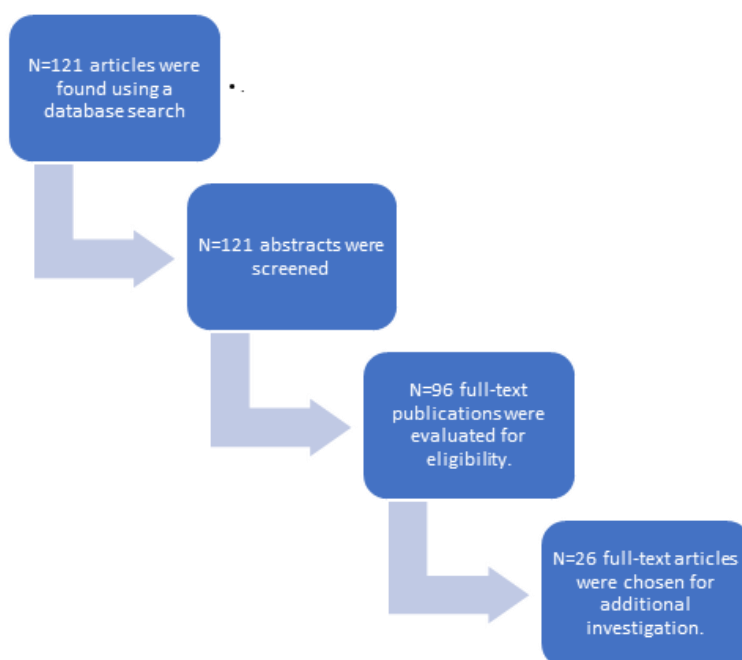 N=121 articles were
found using a
database search
N=121 abstracts were
screened
N=96 full-text
publications were
evaluated for
eligibility.
N=26 full-text articles
were chosen for
additional
investigation.